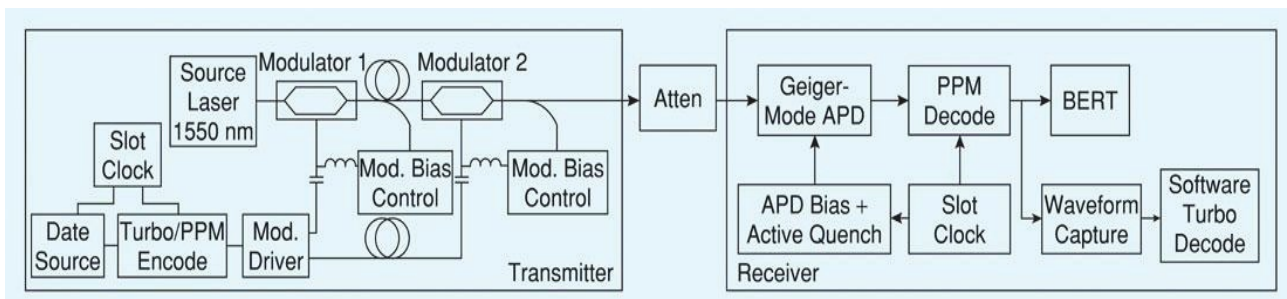 Source
Laser
1550 nm
Modulator 1
Modulator 2
Slot
Clock
Mod. Bias
Control
Mod. Bias
Control
Date
Source
Turbo/PPM
Encode
Mod.
Driver
Transmitter
Atten
Geiger-
Mode APD
PPM
Decode
BERT
APD Bias +
Active Quench
Slot
Clock
Waveform
Capture
Software
Turbo
Decode
Receiver